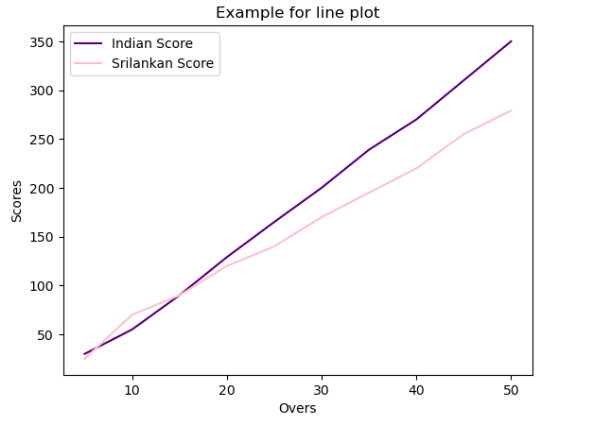 Example for line plot
Indian Score
Srilankan Score
350
300
250
200
150
100
50
Scores
10 20 30 40 50
Overs